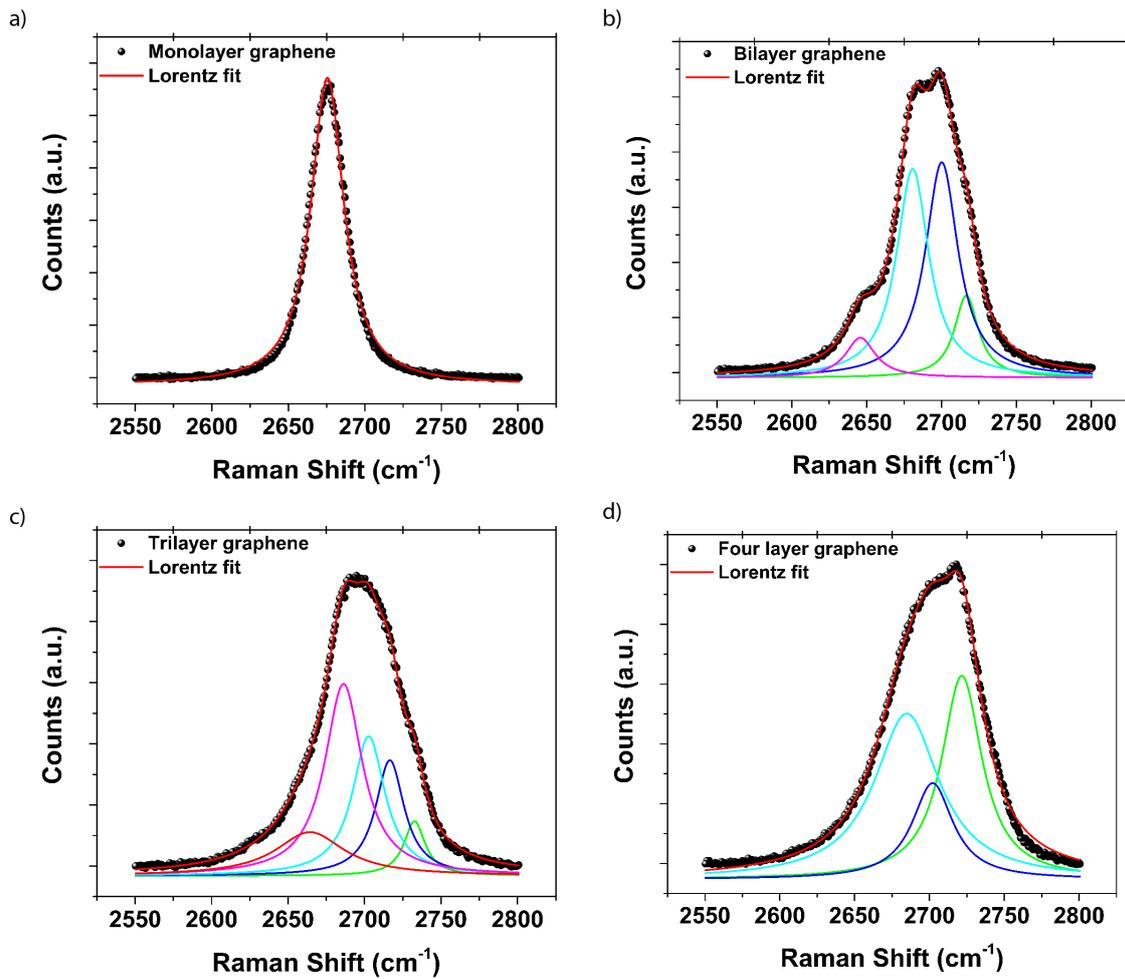 a)
Monolayer graphene
Lorentz fit
Counts (a.u.)
2550 2600 2650 2700 2750 2800
Raman Shift (cm⁻¹)
b)
Bilayer graphene
Lorentz fit
Counts (a.u.)
2550 2600 2650 2700 2750 2800
Raman Shift (cm⁻¹)
c)
Trilayer graphene
Lorentz fit
Counts (a.u.)
2550 2600 2650 2700 2750 2800
Raman Shift (cm⁻¹)
d)
Four layer graphene
Lorentz fit
Counts (a.u.)
2550 2600 2650 2700 2750 2800
Raman Shift (cm⁻¹)